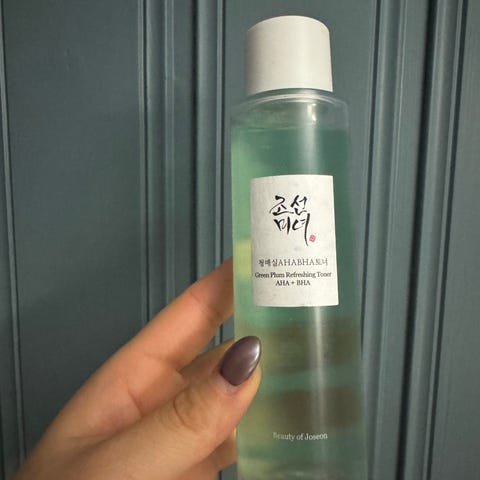 조선
미녀
청매실AHABHA토너
Green Plum Refreshing Toner
AHA + BHA
Beauty of Joseon